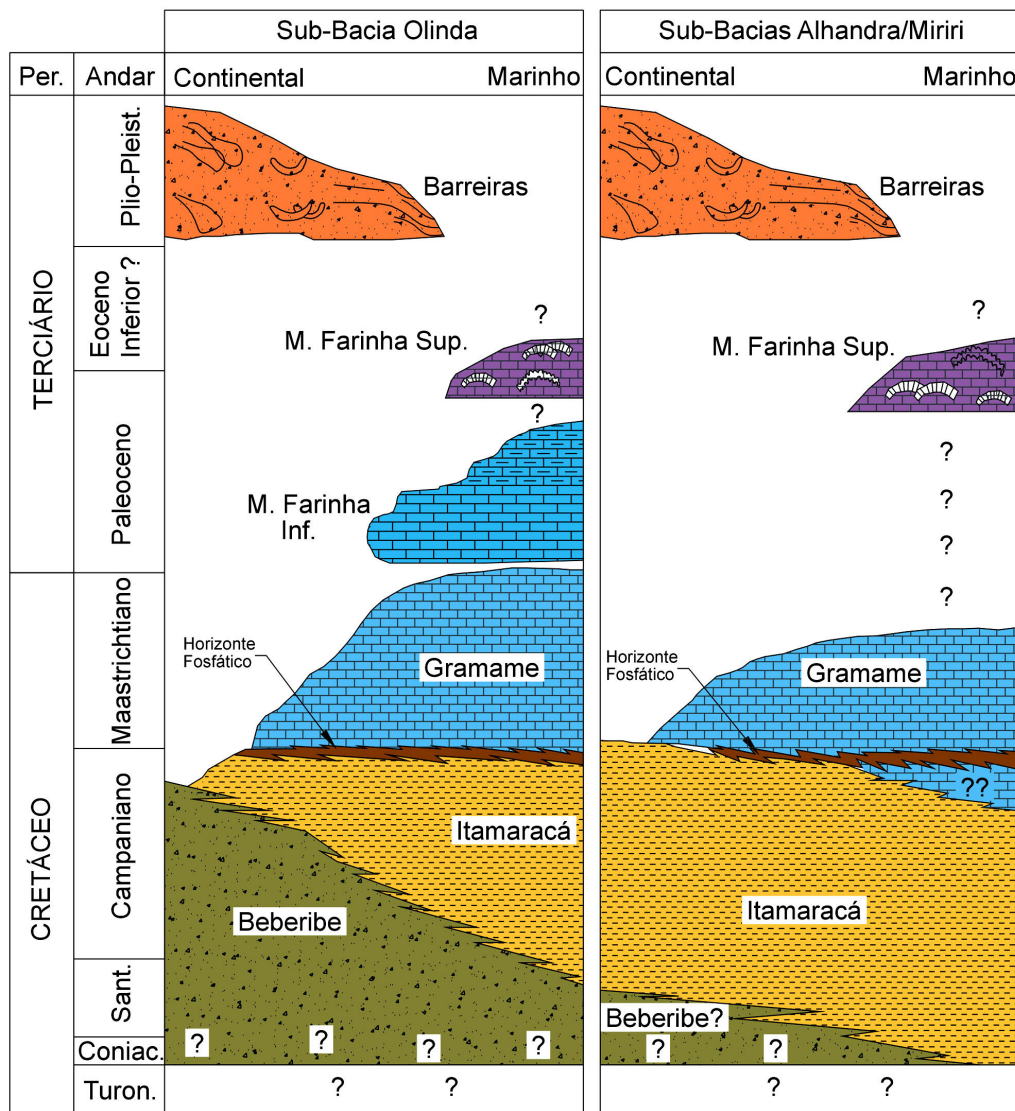 Sub-Bacia Olinda
Sub-Bacias Alhandra/Miriri
Per.
Andar
Continental
Marinho
Continental
Marinho
TERCIÁRIO
CRETÁCEO
Plio-Pleist.
Eoceno
Inferior ?
Paleoceno
Maastrichtiano
Campaniano
Sant.
Coniac.
Turon.
Barreiras
?
M. Farinha Sup.
?
M. Farinha
Inf.
Horizonte
Fosfático
Gramame
Itamaracá
Beberibe
?
?
?
?
?
?
Barreiras
?
M. Farinha Sup.
?
?
?
?
Horizonte
Fosfático
Gramame
??
Itamaracá
Beberibe?
?
?
?
?